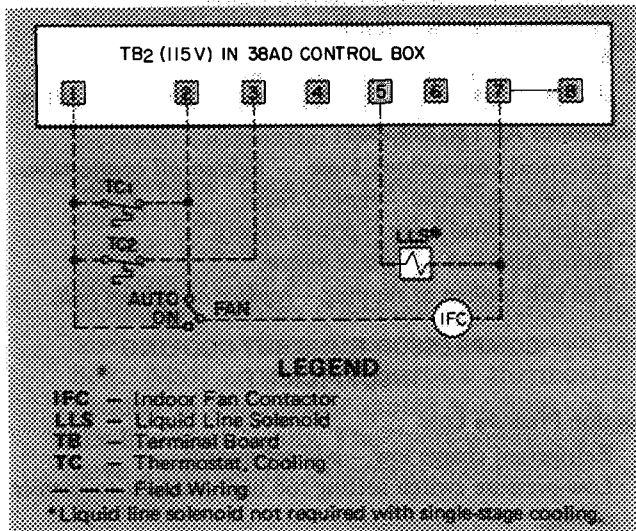 TB2 (115V) IN 38AD CONTROL BOX
1 2 3 4 5 6 7 8
TC1
TC2
LLS*
AUTO
ON
FAN
IFC
LEGEND
IFC — Indoor Fan Contactor
LLS — Liquid Line Solenoid
TB — Terminal Board
TC — Thermostat, Cooling
— — — Field Wiring
*Liquid line solenoid not required with single-stage cooling.